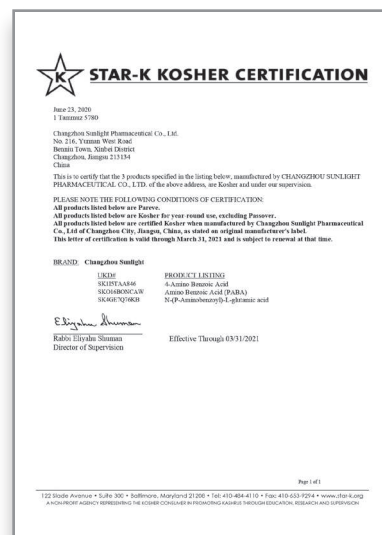 K
STAR-K KOSHER CERTIFICATION
June 23, 2020
1 Tammuz 5780
Changzhou Sunlight Pharmaceutical Co., Ltd.
No. 216, Yunnan West Road
Benniu Town, Xinbei District
Changzhou, Jiangsu 213134
China
This is to certify that the 3 products specified in the listing below, manufactured by CHANGZHOU SUNLIGHT
PHARMACEUTICAL CO., LTD. of the above address, are Kosher and under our supervision.
PLEASE NOTE THE FOLLOWING CONDITIONS OF CERTIFICATION:
All products listed below are Pareve.
All products listed below are Kosher for year-round use, excluding Passover.
All products listed below are certified Kosher when manufactured by Changzhou Sunlight Pharmaceutical
Co., Ltd of Changzhou City, Jiangsu, China, as stated on original manufacturer's label.
This letter of certification is valid through March 31, 2021 and is subject to renewal at that time.
BRAND: Changzhou Sunlight
UKD# PRODUCT LISTING
4-Amino Benzoic Acid
SKO16BONCAW Amino Benzoic Acid (PABA)
SK4GE7Q76KB N-(P-Aminobenzoyl)-L-glutamic acid
Eliyahu Shuman
Rabbi Eliyahu Shuman Effective Through 03/31/2021
Director of Supervision
Page 1 of 1
122 Slade Avenue • Suite 300 • Baltimore, Maryland 21208 • Tel: 410-484-4110 • Fax: 410-653-9294 • www.star-k.org
A NON-PROFIT AGENCY REPRESENTING THE KOSHER CONSUMER IN PROMOTING KASHRUS THROUGH EDUCATION, RESEARCH AND SUPERVISION